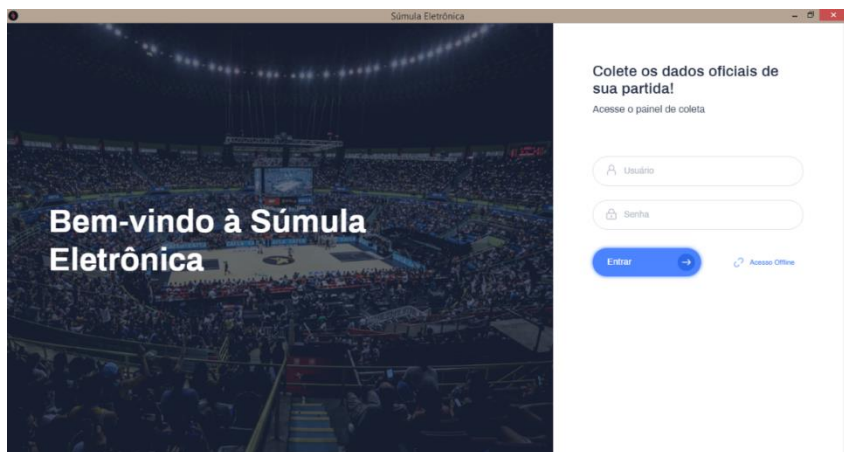 Súmula Eletrônica
Colete os dados oficiais de
sua partida!
Acesse o painel de coleta
Usuário
Senha
Entrar
Acesso Offline
Bem-vindo à Súmula
Eletrônica